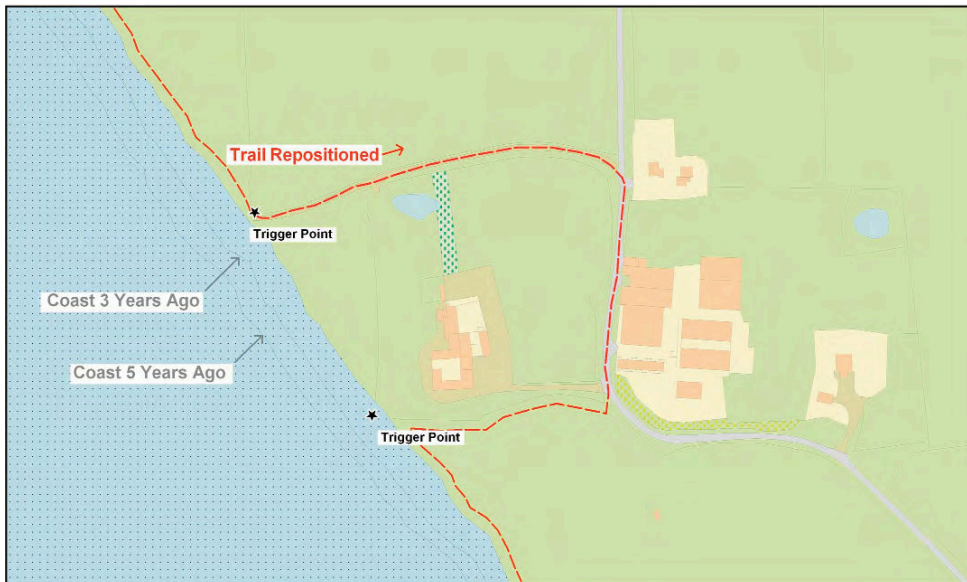 Trail Repositioned
Trigger Point
Coast 3 Years Ago
Coast 5 Years Ago
Trigger Point